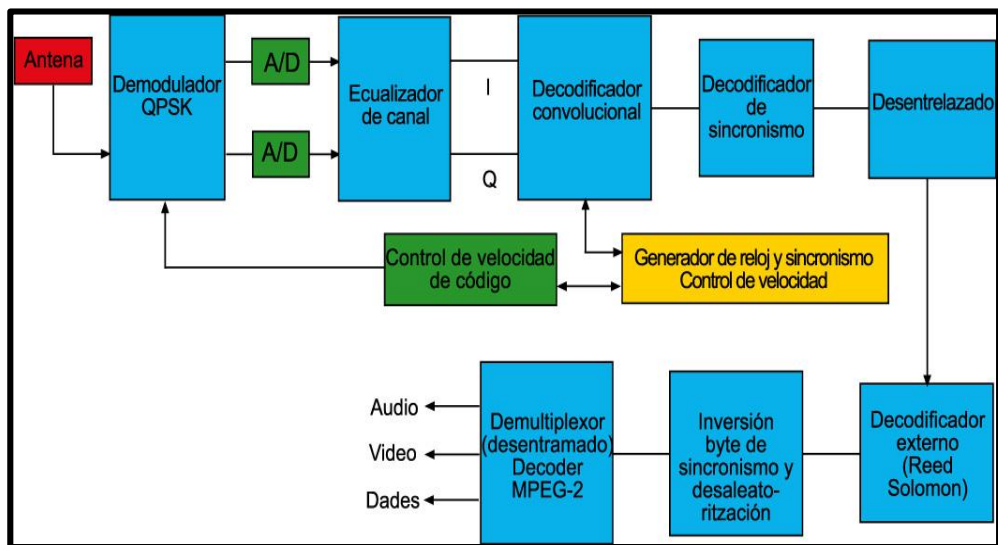 Antena
Demodulador
QPSK
A/D
A/D
Ecualizador
de canal
I
Q
Decodificador
convolucional
Decodificador
de
sincronismo
Desentrelazado
Control de velocidad
de código
Generador de reloj y sincronismo
Control de velocidad
Audio
Video
Dades
Demultiplexor
(desentramado)
Decoder
MPEG-2
Inversión
byte de
sincronismo y
desaleato-
ritzación
Decodificador
externo
(Reed
Solomon)